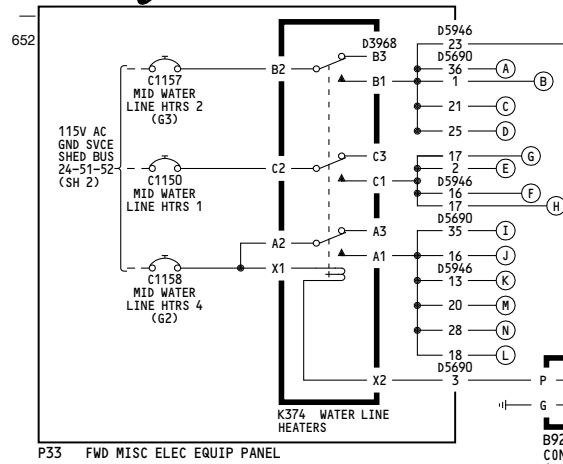 652
115V AC
GND SVCE
SHED BUS
24-51-52
(SH 2)
C1157
MID WATER
LINE HTRS 2
(G3)
C1150
MID WATER
LINE HTRS 1
C1158
MID WATER
LINE HTRS 4
(G2)
B2
C2
A2
X1
D3968
B3
B1
C3
C1
A3
A1
X2
K374 WATER LINE
HEATERS
D5946
23
D5690
36 A
1 B
21 C
25 D
17 G
2 E
D5946
16 F
17 H
D5690
35 I
16 J
D5946
13 K
20 M
28 N
18 L
D5690
3
P
G
B92
CON
P33 FWD MISC ELEC EQUIP PANEL